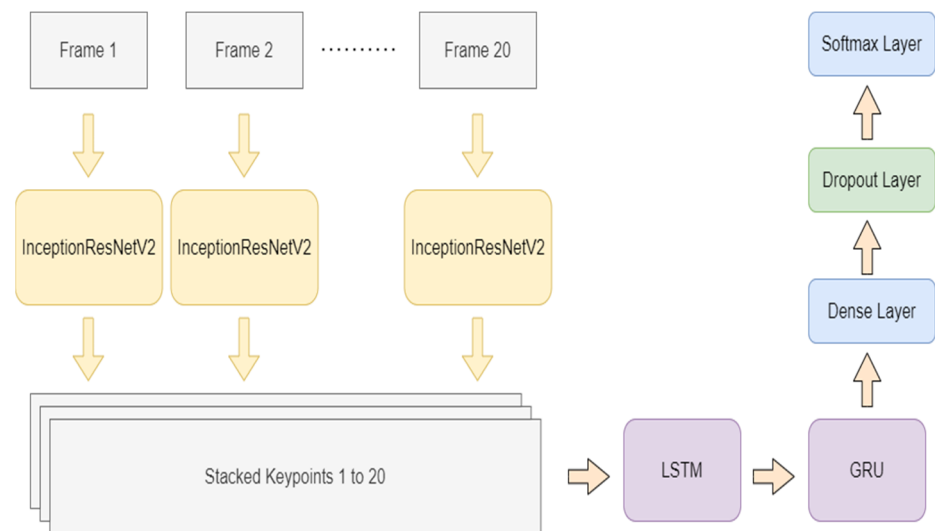 Frame 1
Frame 2
Frame 20
Softmax Layer
Dropout Layer
InceptionResNetV2
InceptionResNetV2
InceptionResNetV2
Dense Layer
Stacked Keypoints 1 to 20
LSTM
GRU